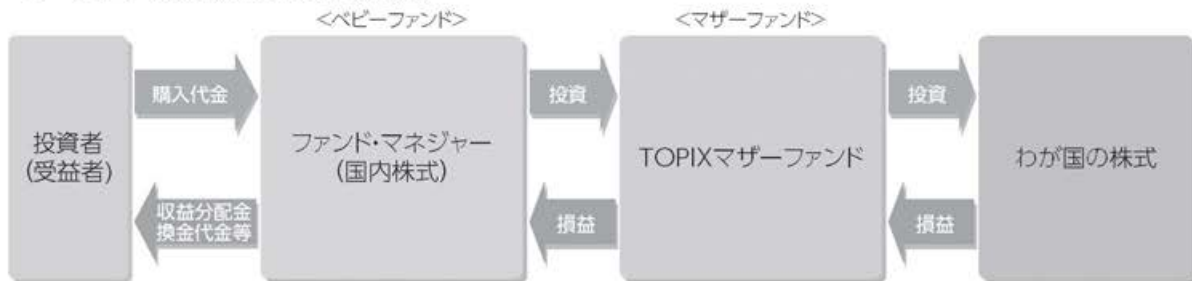 <ベビーファンド>
<マザーファンド>
投資者
(受益者)
購入代金
収益分配金
換金代金等
ファンド・マネジャー
(国内株式)
投資
損益
TOPIXマザーファンド
投資
損益
わが国の株式